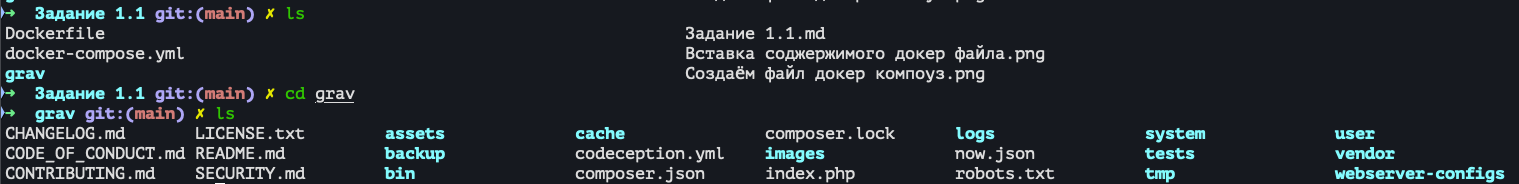 ➜ Задание 1.1 git:(main) ✗ ls
Dockerfile Задание 1.1.md
docker-compose.yml Вставка соджержимого докер файла.png
grav Создаём файл докер компоуз.png
➜ Задание 1.1 git:(main) ✗ cd grav
➜ grav git:(main) ✗ ls
CHANGELOG.md LICENSE.txt assets cache composer.lock logs system user
CODE_OF_CONDUCT.md README.md backup codeception.yml images now.json tests vendor
CONTRIBUTING.md SECURITY.md bin composer.json index.php robots.txt tmp webserver-configs